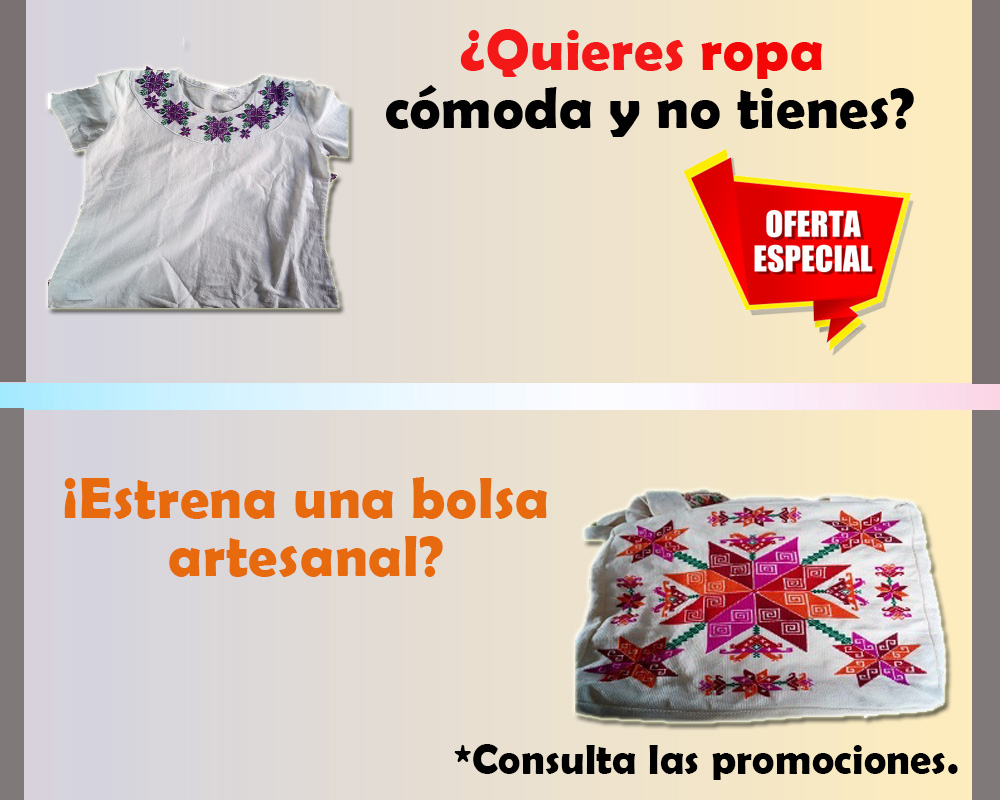 ¿Quieres ropa
cómoda y no tienes?
OFERTA
ESPECIAL
¡Estrena una bolsa
artesanal?
*Consulta las promociones.